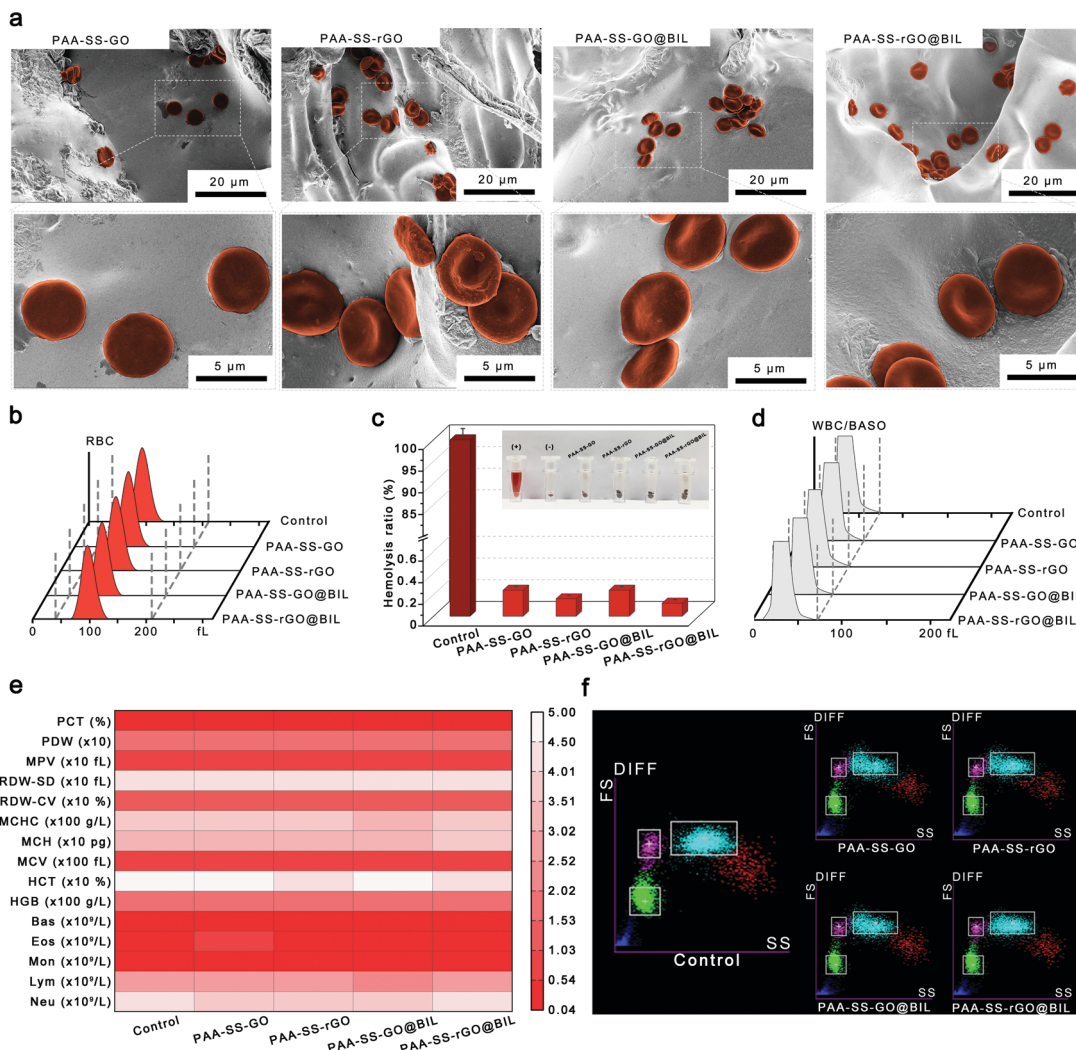 a
PAA-SS-GO
PAA-SS-rGO
PAA-SS-GO@BIL
PAA-SS-rGO@BIL
20 µm
20 µm
20 µm
20 µm
5 µm
5 µm
5 µm
5 µm
b
RBC
Control
PAA-SS-GO
PAA-SS-rGO
PAA-SS-GO@BIL
PAA-SS-rGO@BIL
0 100 200 fL
c
Hemolysis ratio (%)
100
95
90
85
0.6
0.4
0.2
(+)
(-)
PAA-SS-GO
PAA-SS-rGO
PAA-SS-GO@BIL
PAA-SS-rGO@BIL
Control
PAA-SS-GO
PAA-SS-rGO
PAA-SS-GO@BIL
PAA-SS-rGO@BIL
d
WBC/BASO
Control
PAA-SS-GO
PAA-SS-rGO
PAA-SS-GO@BI
PAA-SS-rGO@BIL
0 100 200 fL
e
PCT (%)
PDW (x10)
MPV (x10 fL)
RDW-SD (x10 fL)
RDW-CV (x10 %)
MCHC (x100 g/L)
MCH (x10 pg)
MCV (x100 fL)
HCT (x10 %)
HGB (x100 g/L)
Bas (x10⁹/L)
Eos (x10⁹/L)
Mon (x10⁹/L)
Lym (x10⁹/L)
Neu (x10⁹/L)
Control
PAA-SS-GO
PAA-SS-rGO
PAA-SS-GO@BIL
PAA-SS-rGO@BIL
5.00
4.50
4.01
3.51
3.02
2.52
2.02
1.53
1.03
0.54
0.04
f
DIFF
FS
SS
Control
DIFF
FS
SS
PAA-SS-GO
DIFF
FS
SS
PAA-SS-rGO
DIFF
FS
SS
PAA-SS-GO@BIL
DIFF
FS
SS
PAA-SS-rGO@BIL